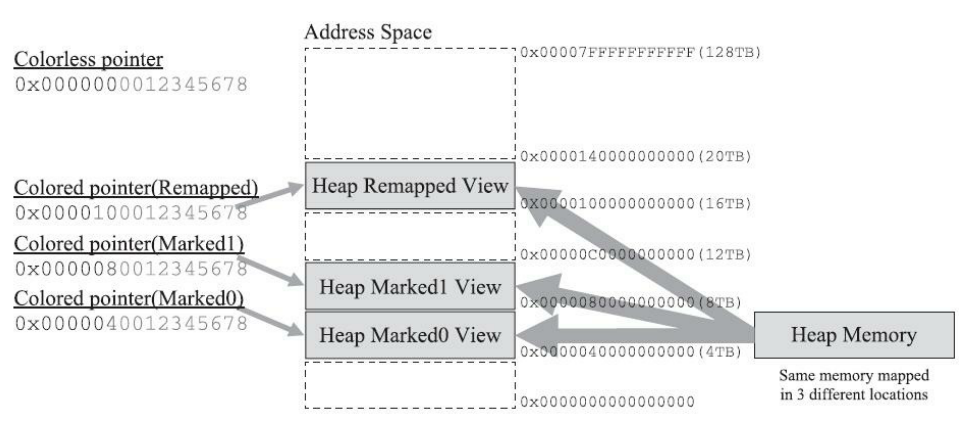 Address Space
Colorless pointer
0x0000000012345678
0x00007FFFFFFFFFFF(128TB)
0x0000140000000000(20TB)
Colored pointer(Remapped)
0x0000100012345678
Heap Remapped View
0x0000100000000000(16TB)
Colored pointer(Marked1)
0x0000080012345678
0x00000C0000000000(12TB)
Heap Marked1 View
0x0000080000000000(8TB)
Colored pointer(Marked0)
0x0000040012345678
Heap Marked0 View
0x0000040000000000(4TB)
Heap Memory
Same memory mapped
in 3 different locations
0x0000000000000000